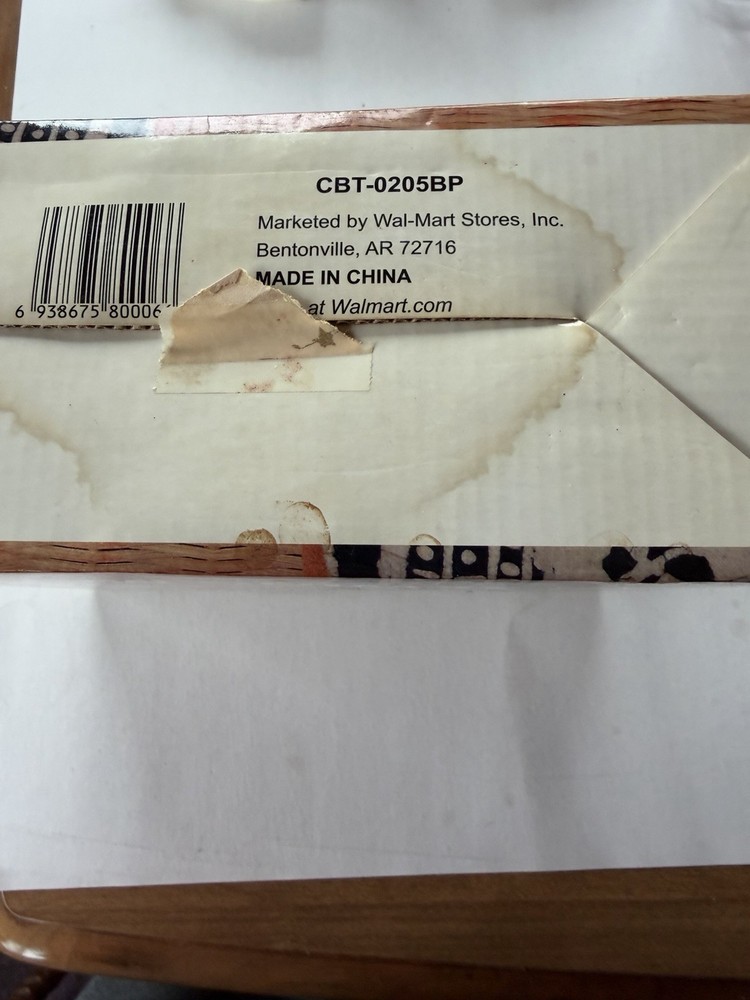 CBT-0205BP
Marketed by Wal-Mart Stores, Inc.
Bentonville, AR 72716
MADE IN CHINA
at Walmart.com
6 938675 80006